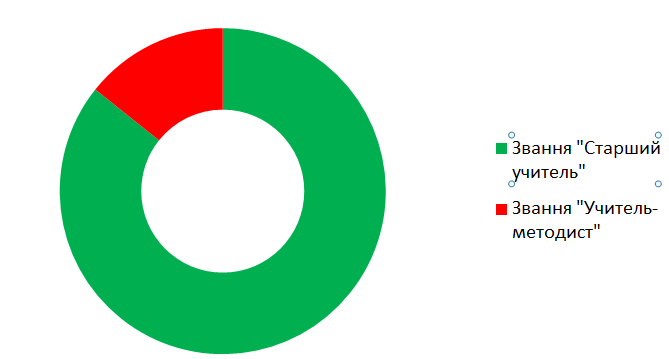 Звання "Старший
учитель"
Звання "Учитель-
методист"